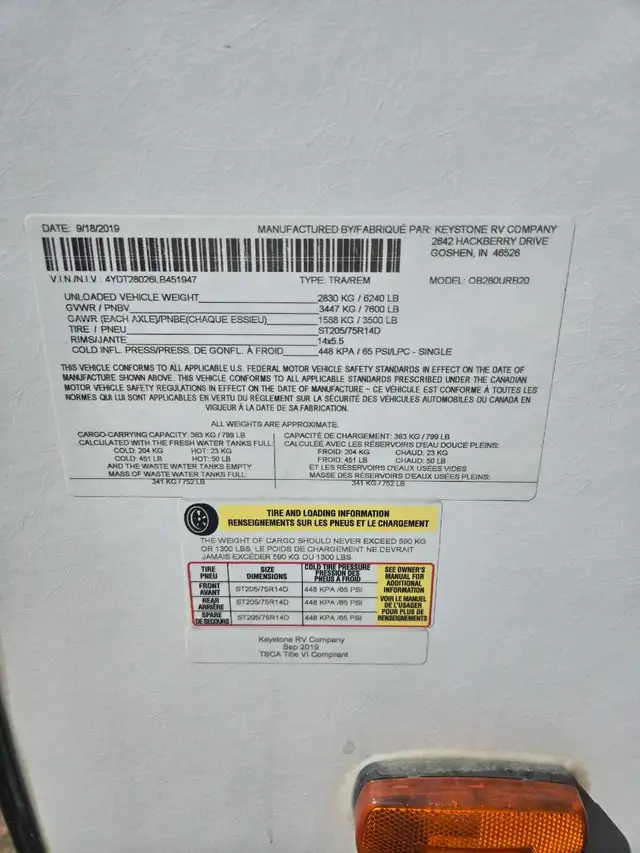 DATE: 9/18/2019 MANUFACTURED BY/FABRIQUÉ PAR: KEYSTONE RV COMPANY
2642 HACKBERRY DRIVE
GOSHEN, IN 46526
V.I.N./N.I.V.: 4YDT28026LB451947 TYPE: TRA/REM MODEL: OB280URB20
UNLOADED VEHICLE WEIGHT 2830 KG / 6240 LB
GVWR / PNBV 3447 KG / 7600 LB
GAWR (EACH AXLE)/PNBE(CHAQUE ESSIEU) 1588 KG / 3500 LB
TIRE / PNEU ST205/75R14D
RIMS/JANTE 14x5.5
COLD INFL. PRESS/PRESS. DE GONFL. À FROID 448 KPA / 65 PSI/LPC - SINGLE
THIS VEHICLE CONFORMS TO ALL APPLICABLE U.S. FEDERAL MOTOR VEHICLE SAFETY STANDARDS IN EFFECT ON THE DATE OF
MANUFACTURE SHOWN ABOVE. THIS VEHICLE CONFORMS TO ALL APPLICABLE STANDARDS PRESCRIBED UNDER THE CANADIAN
MOTOR VEHICLE SAFETY REGULATIONS IN EFFECT ON THE DATE OF MANUFACTURE ~ CE VÉHICULE EST CONFORME À TOUTES LES
NORMES QUI LUI SONT APPLICABLES EN VERTU DU RÈGLEMENT SUR LA SÉCURITÉ DES VÉHICULES AUTOMOBILES DU CANADA EN
VIGUEUR À LA DATE DE SA FABRICATION.
ALL WEIGHTS ARE APPROXIMATE.
CARGO-CARRYING CAPACITY: 363 KG / 799 LB CAPACITÉ DE CHARGEMENT: 363 KG / 799 LB
CALCULATED WITH THE FRESH WATER TANKS FULL: CALCULÉE AVEC LES RÉSERVOIRS D'EAU DOUCE PLEINS:
COLD: 204 KG HOT: 23 KG FROID: 204 KG CHAUD: 23 KG
COLD: 451 LB HOT: 50 LB FROID: 451 LB CHAUD: 50 LB
AND THE WASTE WATER TANKS EMPTY ET LES RÉSERVOIRS D'EAUX USÉES VIDES
MASS OF WASTE WATER TANKS FULL: MASSE DES RÉSERVOIRS D'EAUX USÉES PLEINS:
341 KG / 752 LB 341 KG / 752 LB
TIRE AND LOADING INFORMATION
RENSEIGNEMENTS SUR LES PNEUS ET LE CHARGEMENT
THE WEIGHT OF CARGO SHOULD NEVER EXCEED 590 KG
OR 1300 LBS. LE POIDS DE CHARGEMENT NE DEVRAIT
JAMAIS EXCÉDER 590 KG OU 1300 LBS.
TIRE
PNEU
SIZE
DIMENSIONS
COLD TIRE PRESSURE
PRESSION DES
PNEUS À FROID
SEE OWNER'S
MANUAL FOR
ADDITIONAL
INFORMATION
VOIR LE MANUEL
DE L'USAGER
POUR PLUS DE
RENSEIGNEMENTS
FRONT
AVANT
ST205/75R14D 448 KPA /65 PSI
REAR
ARRIÈRE
ST205/75R14D 448 KPA /65 PSI
SPARE
DE SECOURS
ST205/75R14D 448 KPA /65 PSI
Keystone RV Company
Sep 2019
TSCA Title VI Compliant